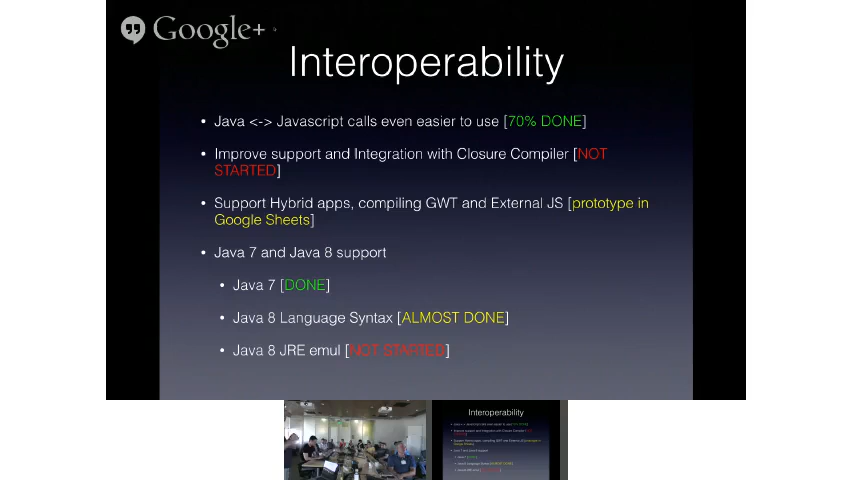 Google+
Interoperability
• Java <-> Javascript calls even easier to use [70% DONE]
• Improve support and Integration with Closure Compiler [NOT
STARTED]
• Support Hybrid apps, compiling GWT and External JS [prototype in
Google Sheets]
• Java 7 and Java 8 support
• Java 7 [DONE]
• Java 8 Language Syntax [ALMOST DONE]
• Java 8 JRE emul [NOT STARTED]
Interoperability